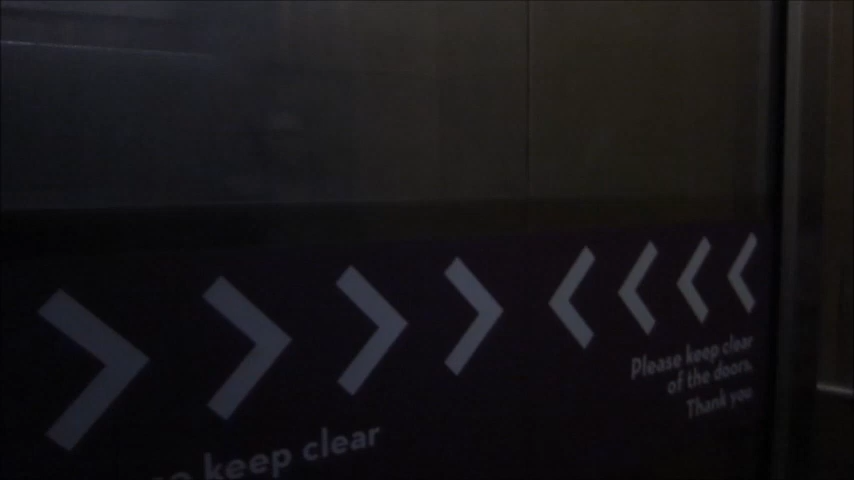 keep clear
Please keep clear
of the doors.
Thank you